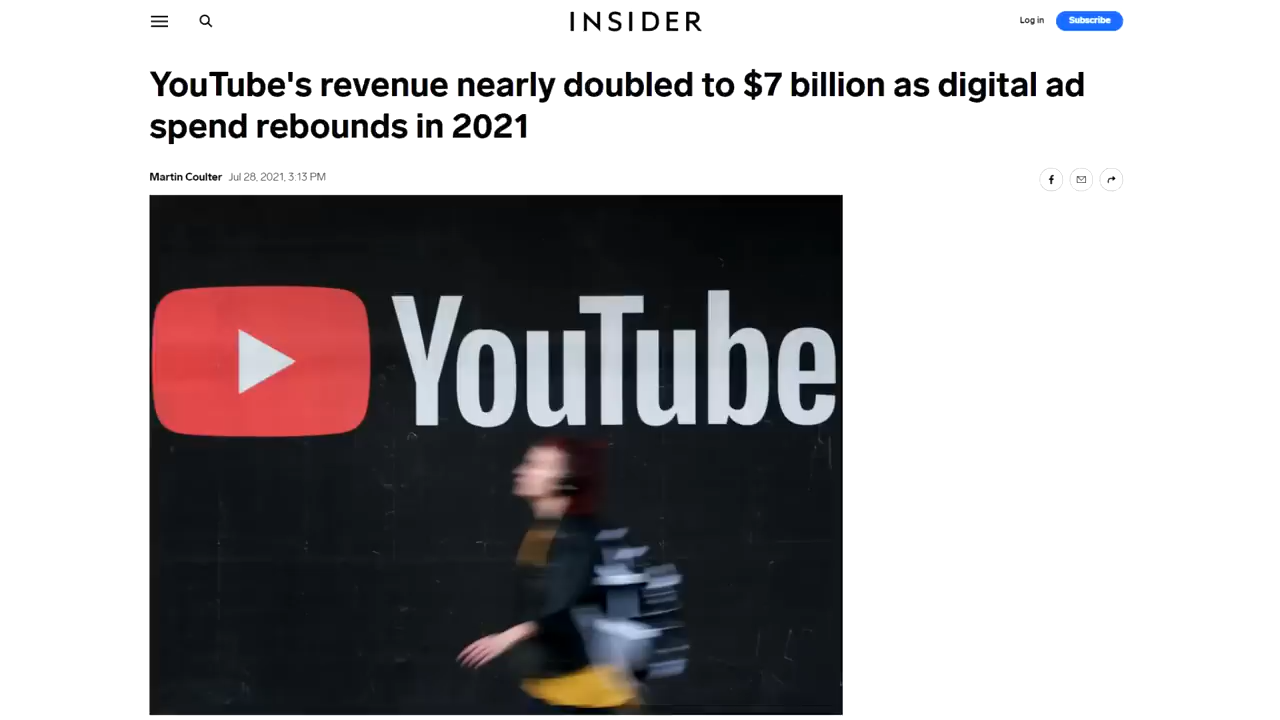 INSIDER
Log in
Subscribe
YouTube's revenue nearly doubled to $7 billion as digital ad
spend rebounds in 2021
Martin Coulter Jul 28, 2021, 3:13 PM
YouTube